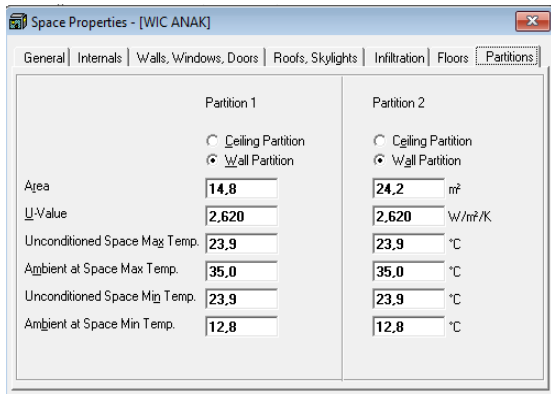 Space Properties - [WIC ANAK]
General Internals Walls, Windows, Doors Roofs, Skylights Infiltration Floors Partitions
Partition 1 Partition 2
Ceiling Partition Ceiling Partition
Wall Partition Wall Partition
Area 14,8 24,2 m²
U-Value 2,620 2,620 W/m²/K
Unconditioned Space Max Temp. 23,9 23,9 °C
Ambient at Space Max Temp. 35,0 35,0 °C
Unconditioned Space Min Temp. 23,9 23,9 °C
Ambient at Space Min Temp. 12,8 12,8 °C